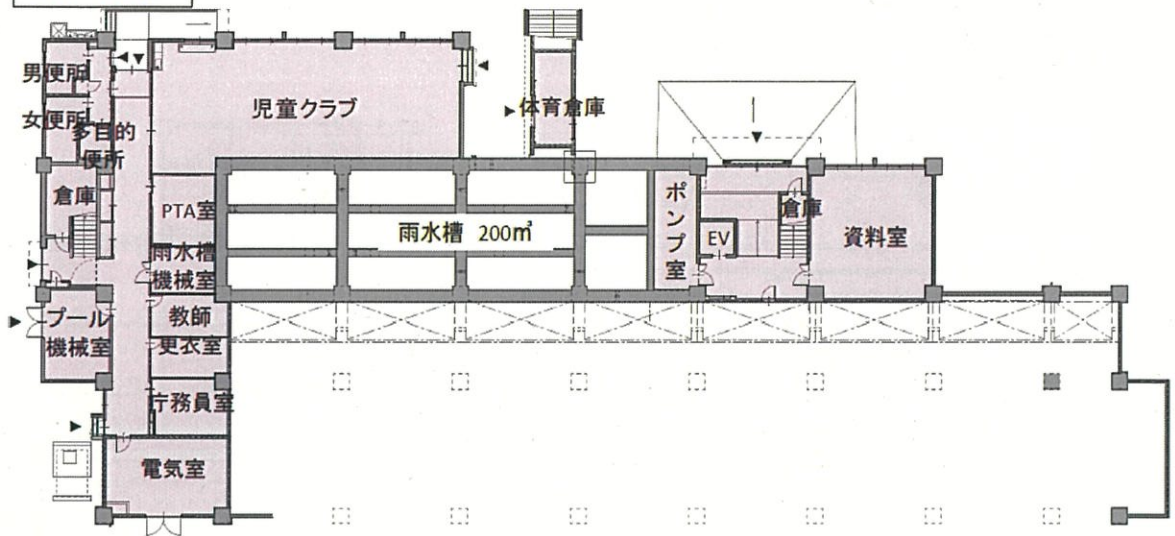 男便所
児童クラブ
体育倉庫
女便所
多目的
便所
倉庫
PTA室
雨水槽 200㎥
ポンプ室
EV
倉庫
資料室
雨水槽
機械室
プール
機械室
教師
更衣室
庁務員室
電気室